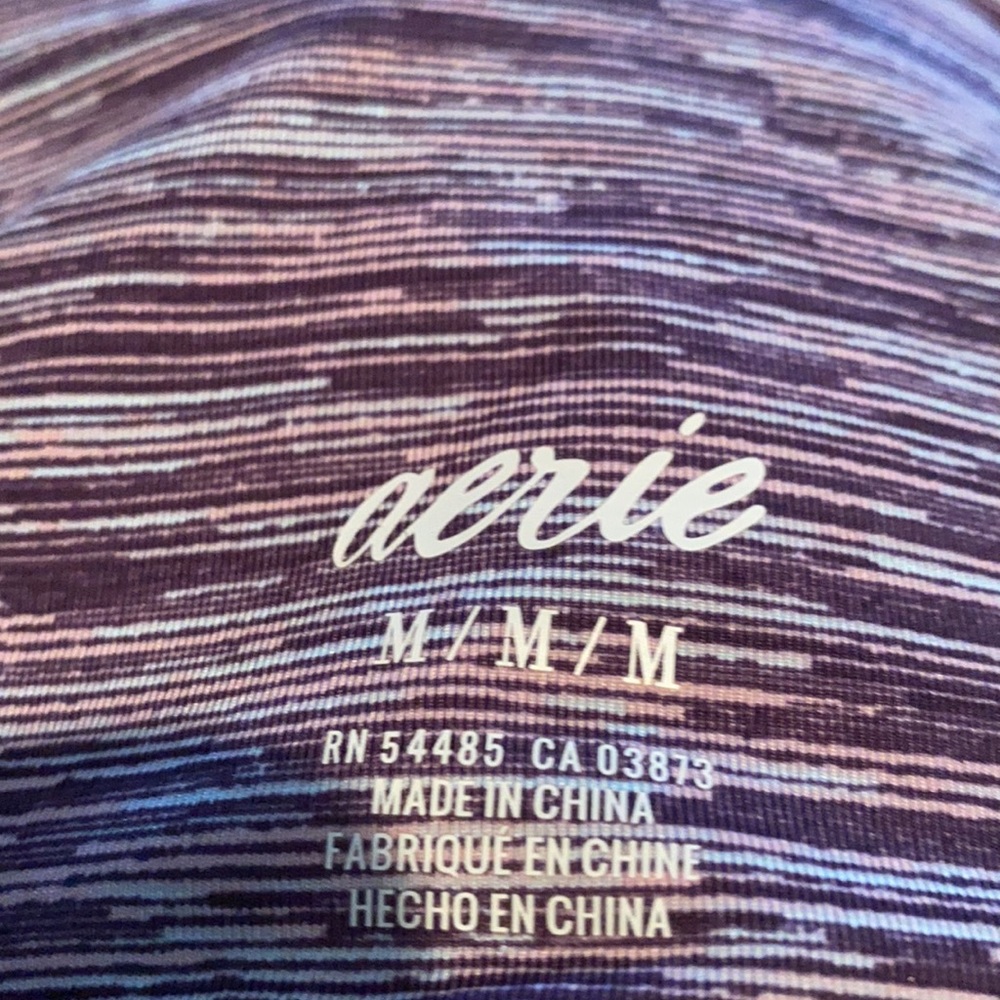 aerie
M / M / M
RN 54485 CA 03873
MADE IN CHINA
FABRIQUÉ EN CHINE
HECHO EN CHINA